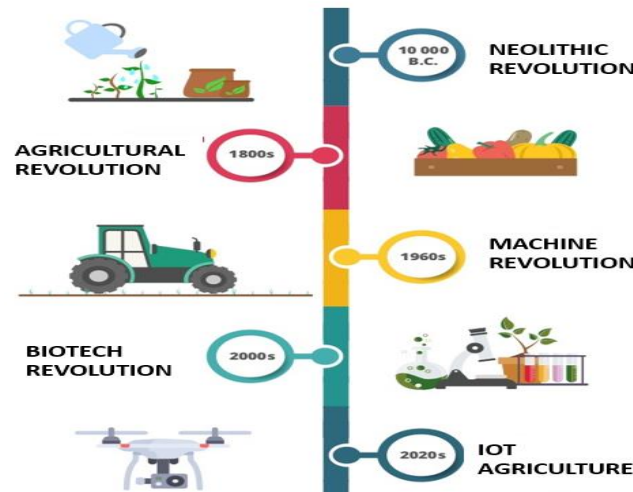 10 000
B.C.
NEOLITHIC
REVOLUTION
AGRICULTURAL
REVOLUTION
1800s
1960s
MACHINE
REVOLUTION
BIOTECH
REVOLUTION
2000s
2020s
IOT
AGRICULTURE